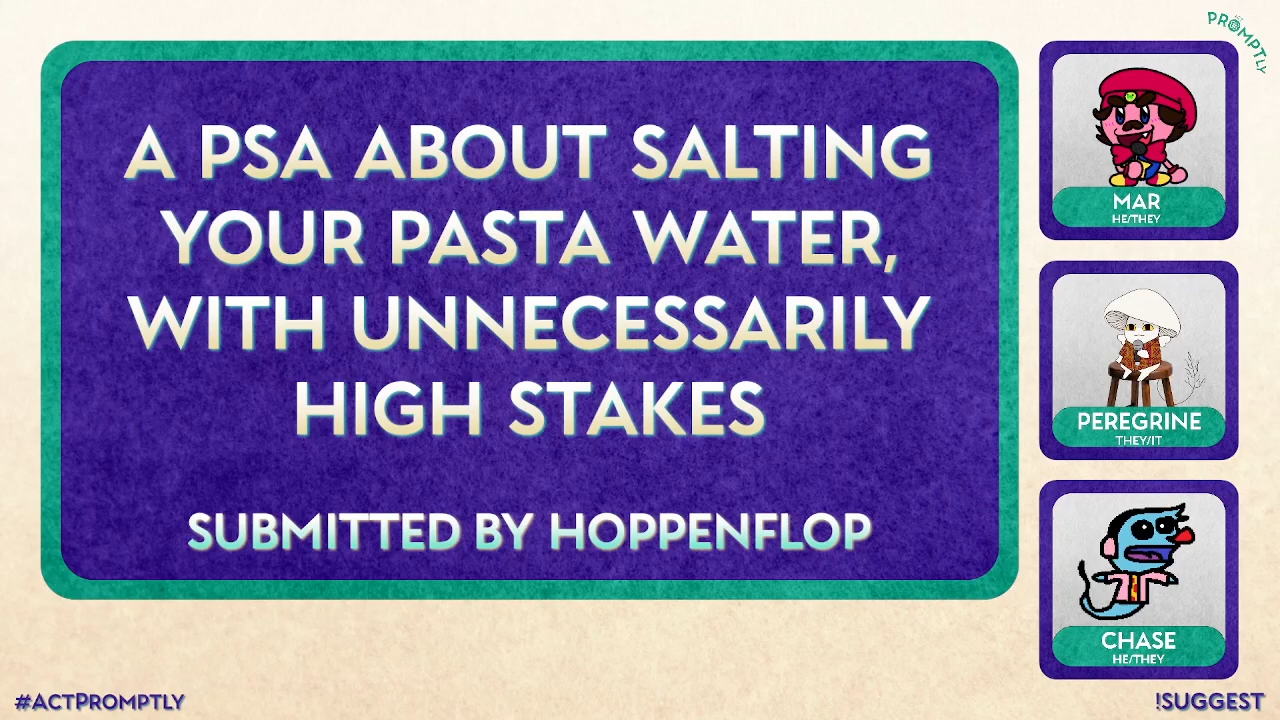 A PSA ABOUT SALTING
YOUR PASTA WATER,
WITH UNNECESSARILY
HIGH STAKES
SUBMITTED BY HOPPENFLOP
PROMPTLY
MAR
HE/THEY
PEREGRINE
THEY/IT
CHASE
HE/THEY
#ACTPROMPTLY
!SUGGEST